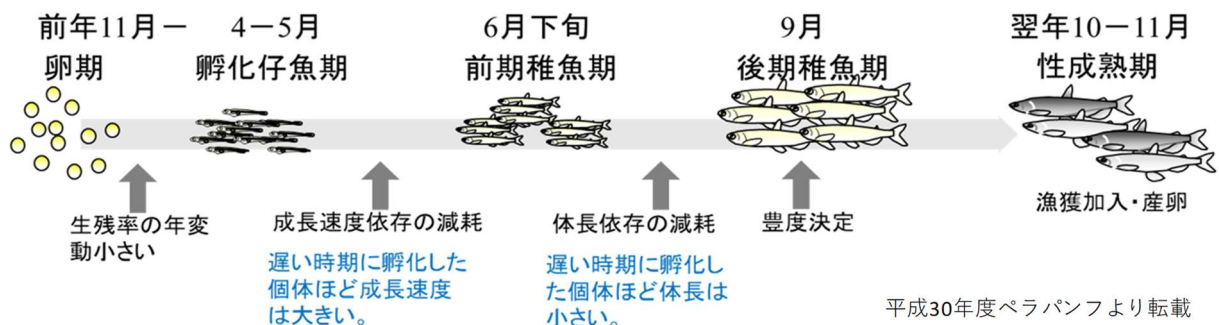 前年11月ー
卵期
4ー5月
孵化仔魚期
6月下旬
前期稚魚期
9月
後期稚魚期
翌年10ー11月
性成熟期
生残率の年変
動小さい
成長速度依存の減耗
遅い時期に孵化した
個体ほど成長速度
は大きい。
体長依存の減耗
遅い時期に孵化し
た個体ほど体長は
小さい。
豊度決定
漁獲加入・産卵
平成30年度ペラパンフより転載